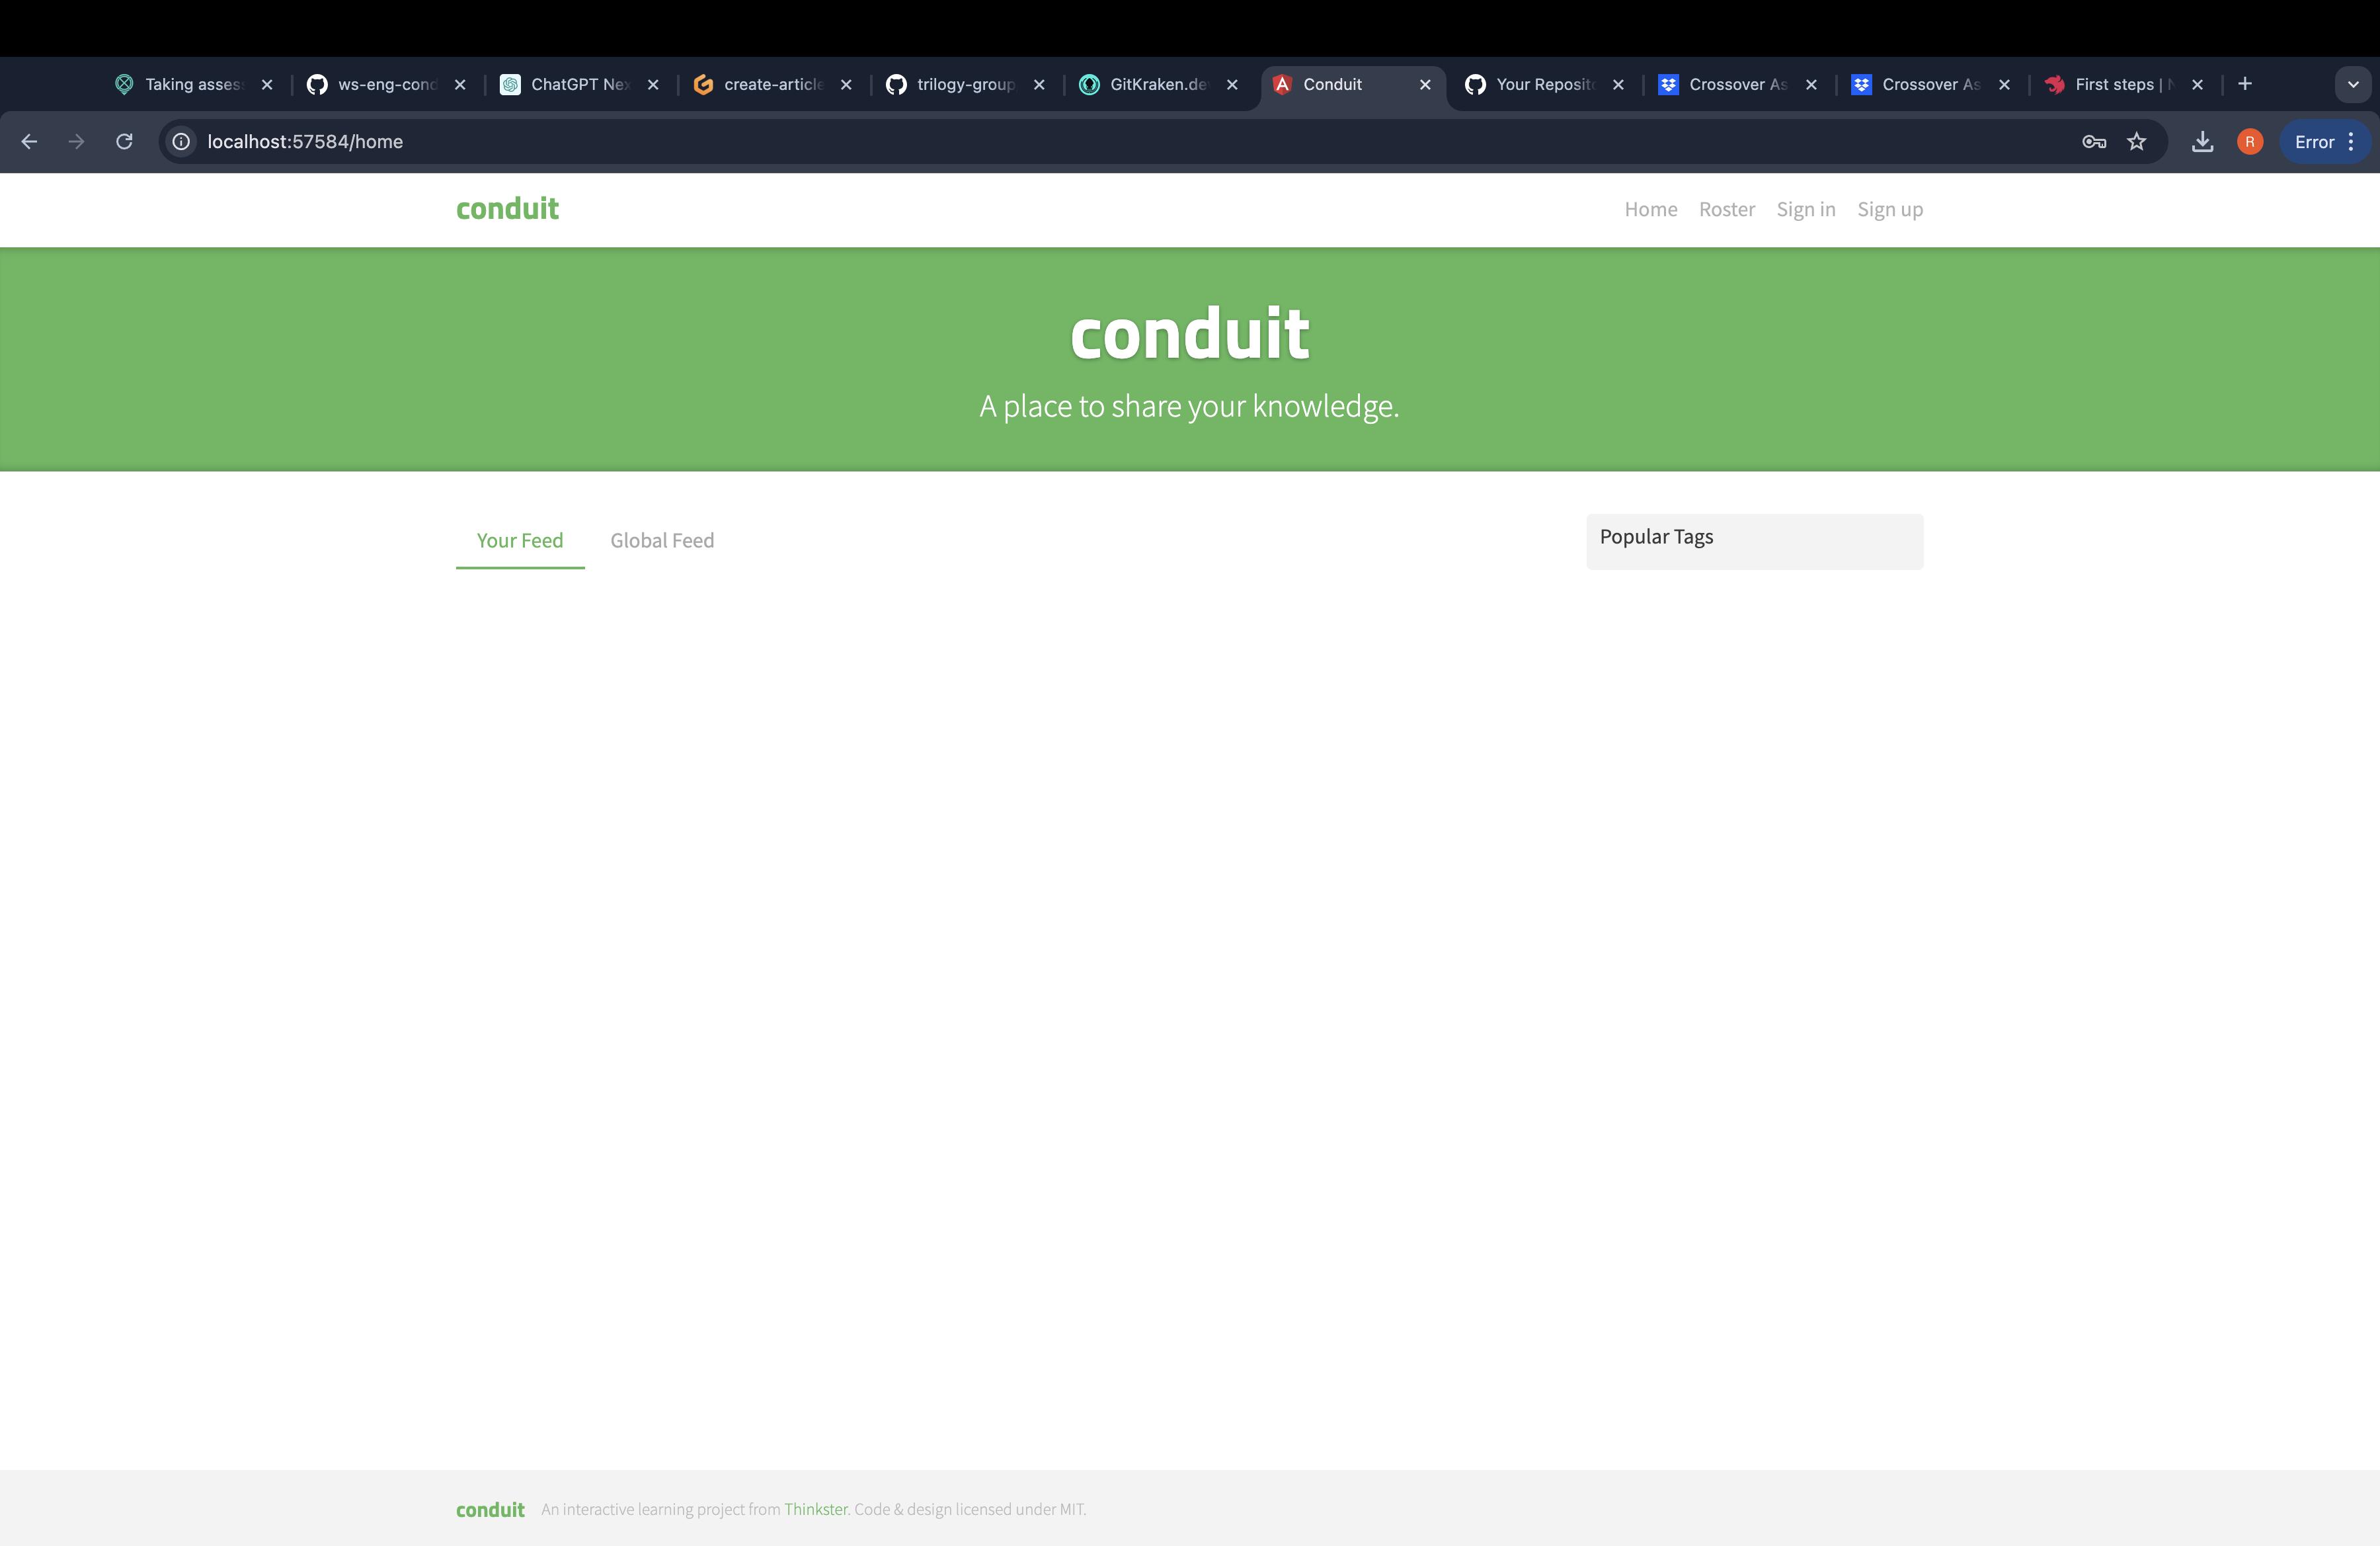 Taking asses
ws-eng-cond
ChatGPT Nex
create-article
trilogy-group
GitKraken.de
Conduit
Your Reposito
Crossover As
Crossover As
First steps | N
localhost:57584/home
R
Error
conduit
Home Roster Sign in Sign up
conduit
A place to share your knowledge.
Your Feed Global Feed
Popular Tags
conduit An interactive learning project from Thinkster. Code & design licensed under MIT.